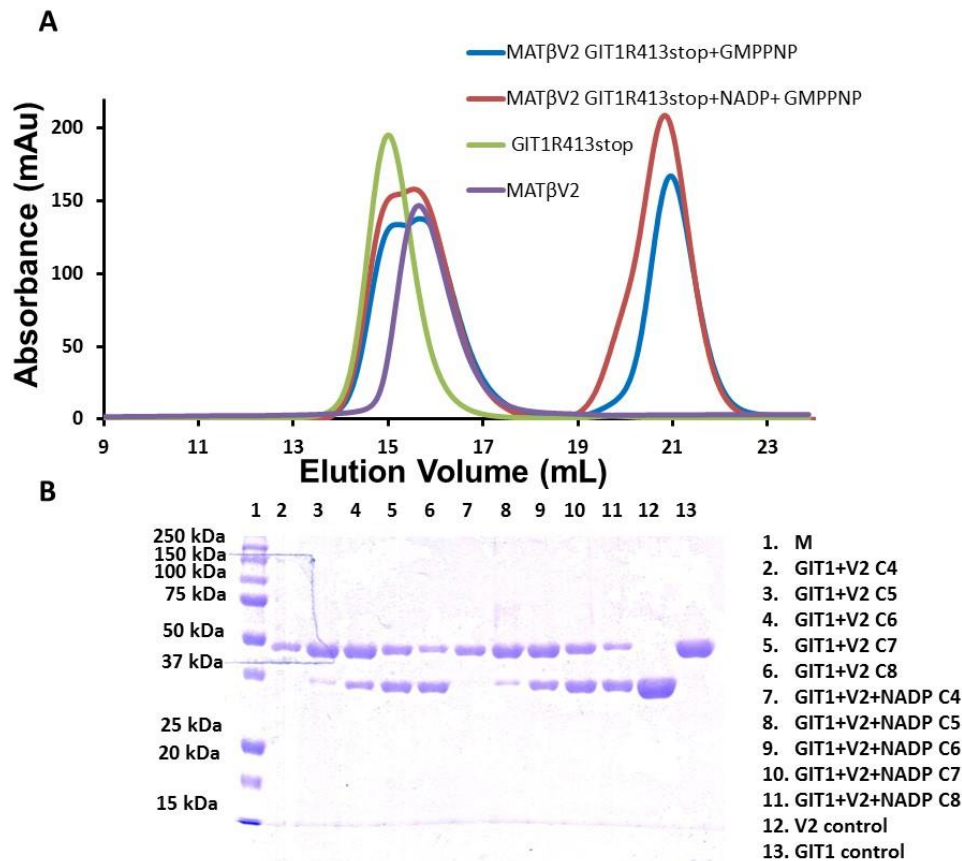 A
MATβV2 GIT1R413stop+GMPPNP
MATβV2 GIT1R413stop+NADP+ GMPPNP
GIT1R413stop
MATβV2
Absorbance (mAu)
200
150
100
50
0
9 11 13 15 17 19 21 23
Elution Volume (mL)
B
1 2 3 4 5 6 7 8 9 10 11 12 13
250 kDa
150 kDa
100 kDa
75 kDa
50 kDa
37 kDa
25 kDa
20 kDa
15 kDa
1. M
2. GIT1+V2 C4
3. GIT1+V2 C5
4. GIT1+V2 C6
5. GIT1+V2 C7
6. GIT1+V2 C8
7. GIT1+V2+NADP C4
8. GIT1+V2+NADP C5
9. GIT1+V2+NADP C6
10. GIT1+V2+NADP C7
11. GIT1+V2+NADP C8
12. V2 control
13. GIT1 control